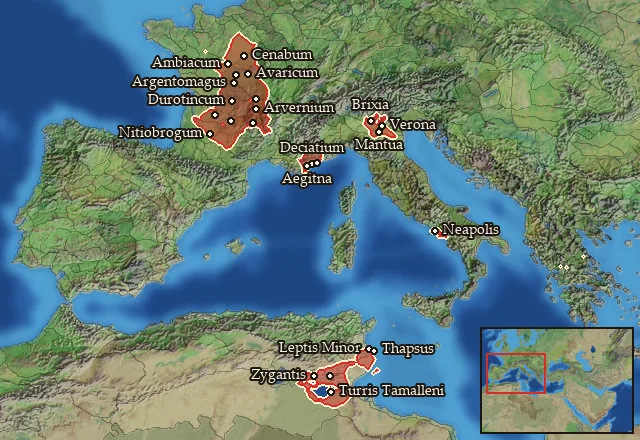 Cenabum
Ambiacum
Avaricum
Argentomagus
Durotincum
Arvernium
Nitiobrogum
Brixia
Verona
Mantua
Deciatium
Aegitna
Neapolis
Leptis Minor
Thapsus
Zygantis
Turris Tamalleni